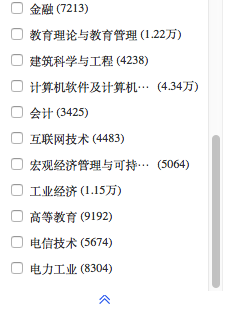 金融 (7213)
教育理论与教育管理 (1.22万)
建筑科学与工程 (4238)
计算机软件及计算机··· (4.34万)
会计 (3425)
互联网技术 (4483)
宏观经济管理与可持··· (5064)
工业经济 (1.15万)
高等教育 (9192)
电信技术 (5674)
电力工业 (8304)